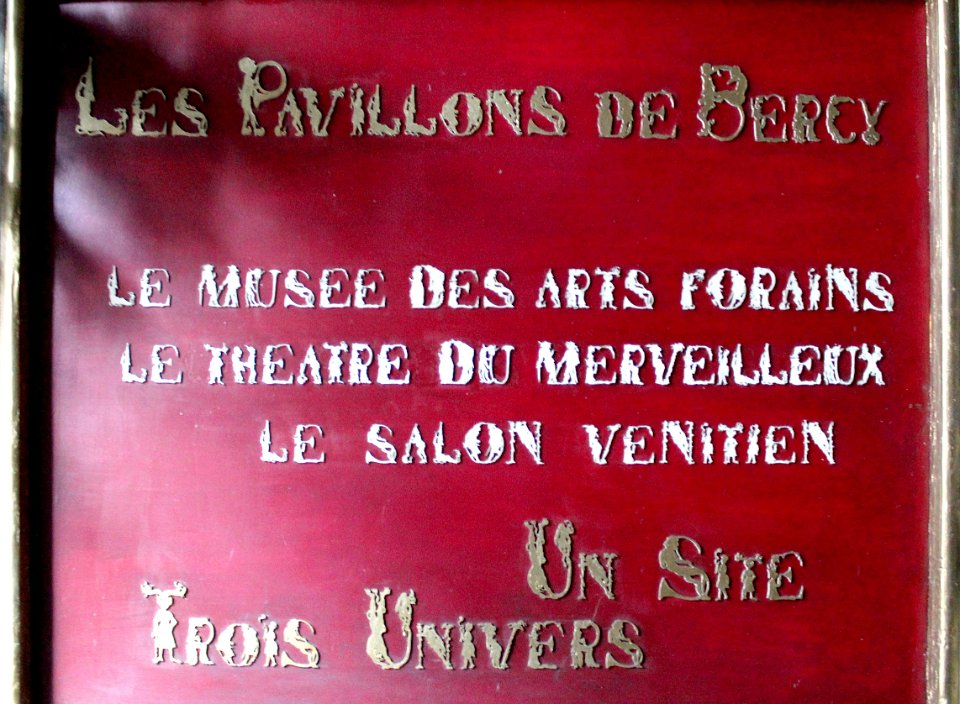 Les Pavillons de Bercy
Le Musee Des Arts Forains
Le Theatre Du Merveilleux
Le Salon Venitien
Un Site
Trois Univers